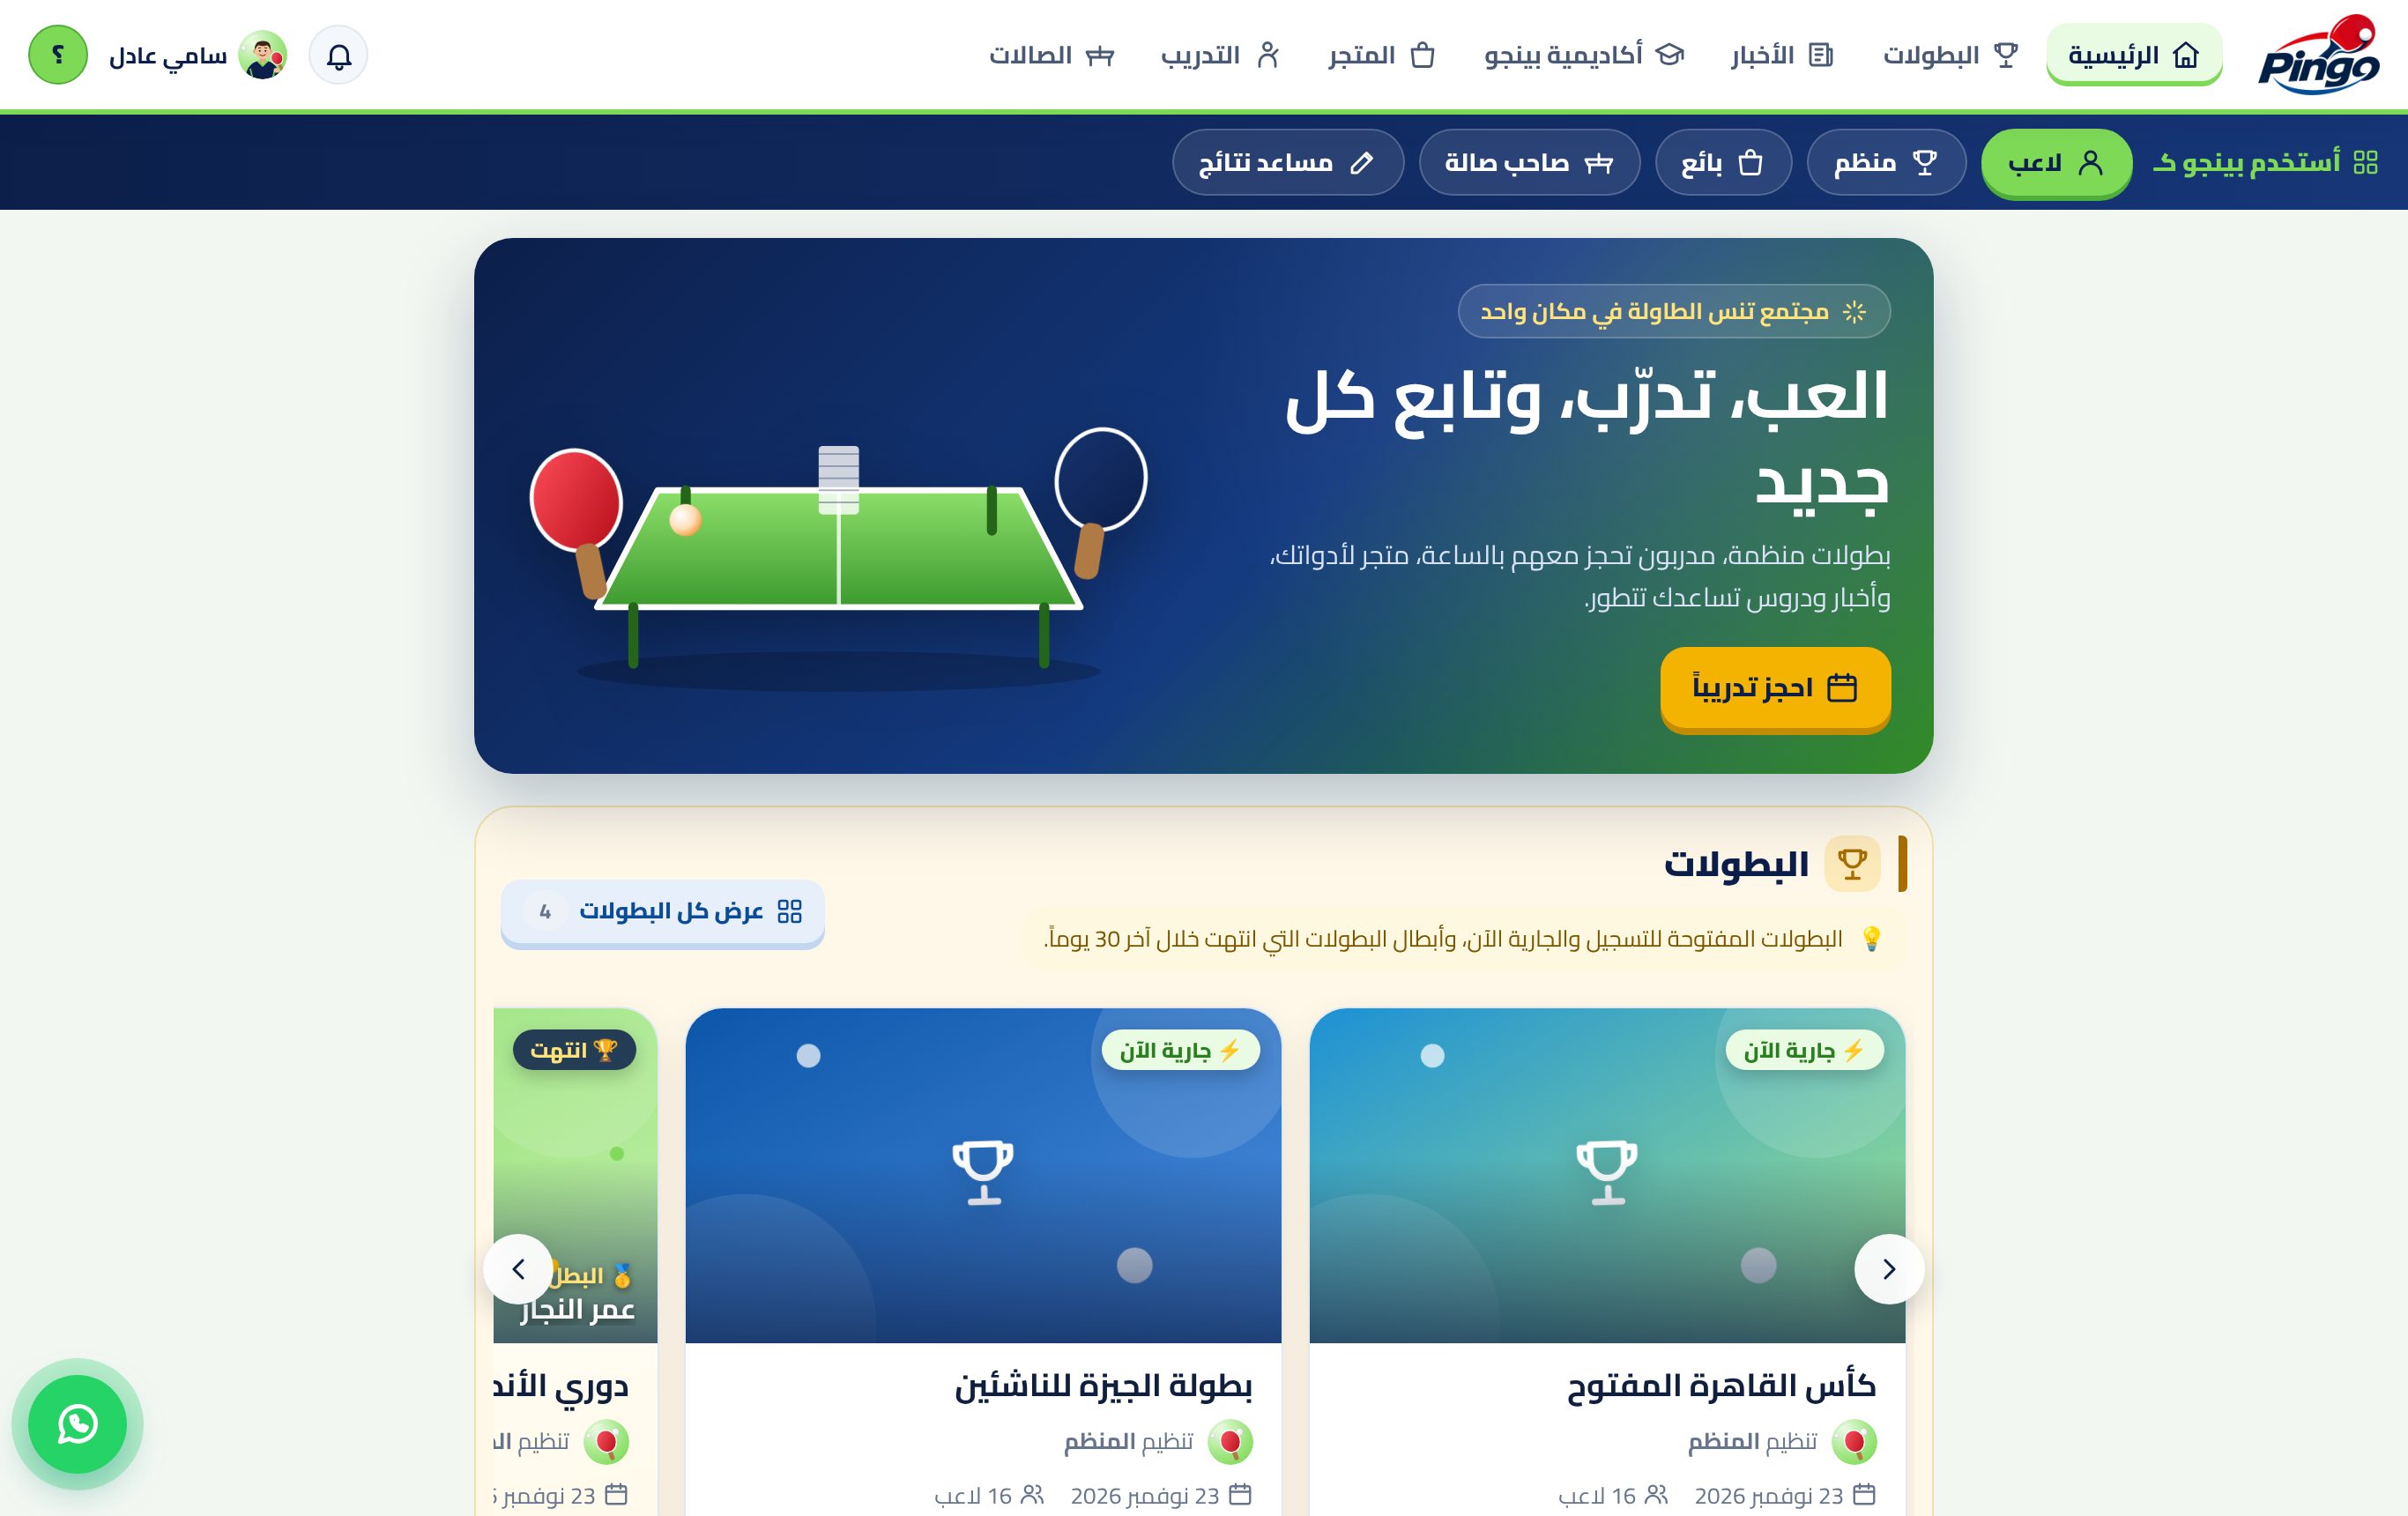 Pingo
الرئيسية
البطولات
الأخبار
أكاديمية بينجو
المتجر
التدريب
الصالات
سامي عادل
؟
أستخدم بينجو كـ
لاعب
منظم
بائع
صاحب صالة
مساعد نتائج
مجتمع تنس الطاولة في مكان واحد
العب، تدرّب، وتابع كل
جديد
بطولات منظمة، مدربون تحجز معهم بالساعة، متجر لأدواتك،
وأخبار ودروس تساعدك تتطور.
احجز تدريباً
البطولات
عرض كل البطولات 4
💡 البطولات المفتوحة للتسجيل والجارية الآن، وأبطال البطولات التي انتهت خلال آخر 30 يوماً.
⚡ جارية الآن
كأس القاهرة المفتوح
تنظيم المنظم
23 نوفمبر 2026
16 لاعب
⚡ جارية الآن
بطولة الجيزة للناشئين
تنظيم المنظم
23 نوفمبر 2026
16 لاعب
🏆 انتهت
🥇 البطل
عمر النجار
دوري
تنظيم
23 نوفمبر